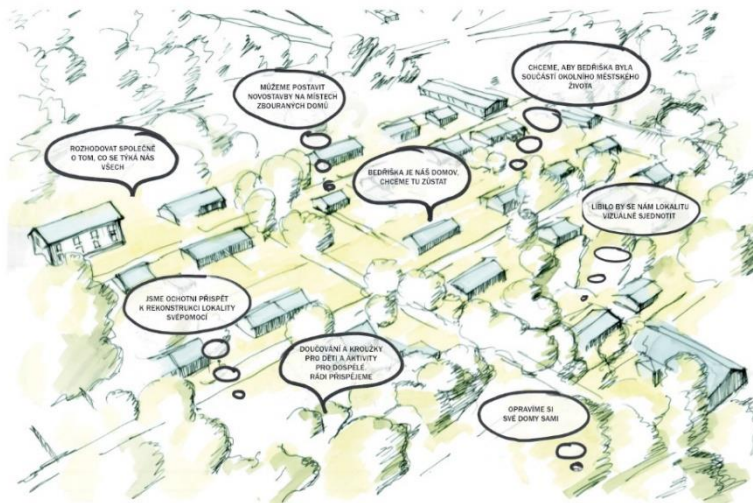 MŮŽEME POSTAVIT
NOVOSTAVBY NA MÍSTECH
ZBOURANÝCH DOMŮ
CHCEME, ABY BEDŘIŠKA BYLA
SOUČÁSTÍ OKOLNÍHO MĚSTSKÉHO
ŽIVOTA
ROZHODOVAT SPOLEČNĚ
O TOM, CO SE TÝKÁ NÁS
VŠECH
BEDŘIŠKA JE NÁŠ DOMOV,
CHCEME TU ZŮSTAT
LÍBILO BY SE NÁM LOKALITU
VIZUÁLNĚ SJEDNOTIT
JSME OCHOTNI PŘISPĚT
K REKONSTRUKCI LOKALITY
SVÉPOMOCÍ
DOUČOVÁNÍ A KROUŽKY
PRO DĚTI A AKTIVITY
PRO DOSPĚLÉ
RÁDI PŘISPĚJEME
OPRAVÍME SI
SVÉ DOMY SAMI